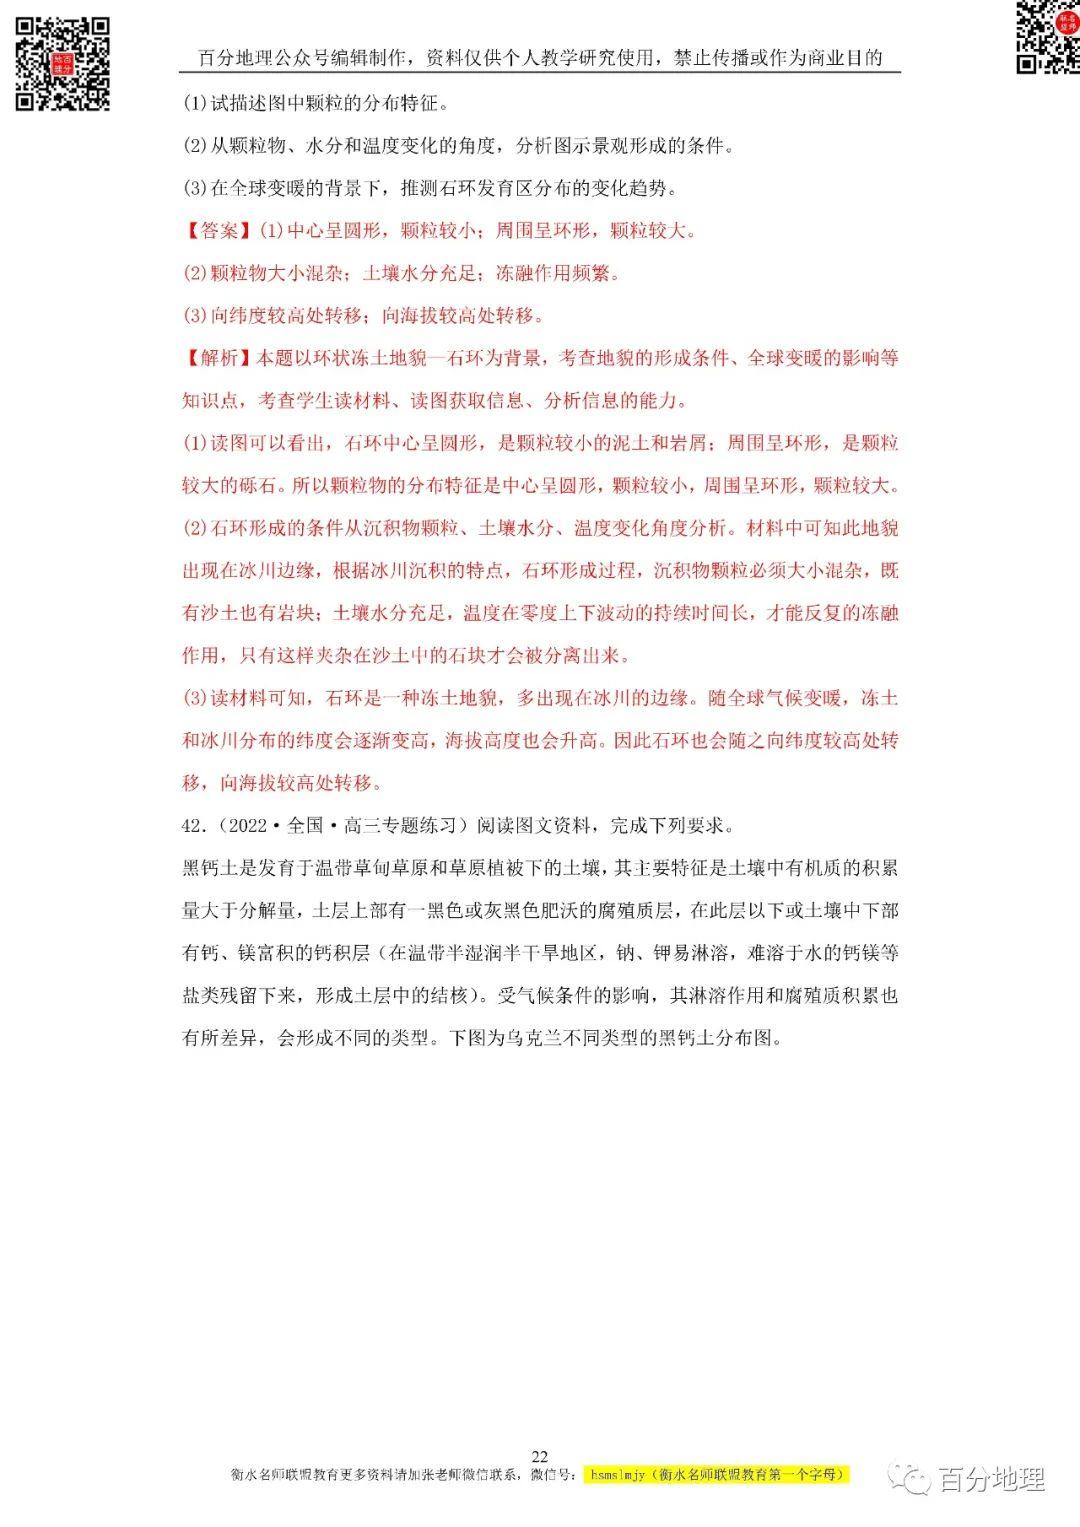 百分地理公众号编辑制作，资料仅供个人教学研究使用，禁止传播或作为商业目的
(1)试描述图中颗粒的分布特征。
(2)从颗粒物、水分和温度变化的角度，分析图示景观形成的条件。
(3)在全球变暖的背景下，推测石环发育区分布的变化趋势。
【答案】(1)中心呈圆形，颗粒较小；周围呈环形，颗粒较大。
(2)颗粒物大小混杂；土壤水分充足；冻融作用频繁。
(3)向纬度较高处转移；向海拔较高处转移。
【解析】本题以环状冻土地貌—石环为背景，考查地貌的形成条件、全球变暖的影响等
知识点，考查学生读材料、读图获取信息、分析信息的能力。
(1)读图可以看出，石环中心呈圆形，是颗粒较小的泥土和岩屑；周围呈环形，是颗粒
较大的砾石。所以颗粒物的分布特征是中心呈圆形，颗粒较小，周围呈环形，颗粒较大。
(2)石环形成的条件从沉积物颗粒、土壤水分、温度变化角度分析。材料中可知此地貌
出现在冰川边缘，根据冰川沉积的特点，石环形成过程，沉积物颗粒必须大小混杂，既
有沙土也有岩块；土壤水分充足，温度在零度上下波动的持续时间长，才能反复的冻融
作用，只有这样夹杂在沙土中的石块才会被分离出来。
(3)读材料可知，石环是一种冻土地貌，多出现在冰川的边缘。随全球气候变暖，冻土
和冰川分布的纬度会逐渐变高，海拔高度也会升高。因此石环也会随之向纬度较高处转
移，向海拔较高处转移。
42.（2022·全国·高三专题练习）阅读图文资料，完成下列要求。
黑钙土是发育于温带草甸草原和草原植被下的土壤，其主要特征是土壤中有机质的积累
量大于分解量，土层上部有一黑色或灰黑色肥沃的腐殖质层，在此层以下或土壤中下部
有钙、镁富积的钙积层（在温带半湿润半干旱地区，钠、钾易淋溶，难溶于水的钙镁等
盐类残留下来，形成土层中的结核）。受气候条件的影响，其淋溶作用和腐殖质积累也
有所差异，会形成不同的类型。下图为乌克兰不同类型的黑钙土分布图。
22
衡水名师联盟教育更多资料请加张老师微信联系，微信号： hsmslmjy（衡水名师联盟教育第一个字母）
百分地理